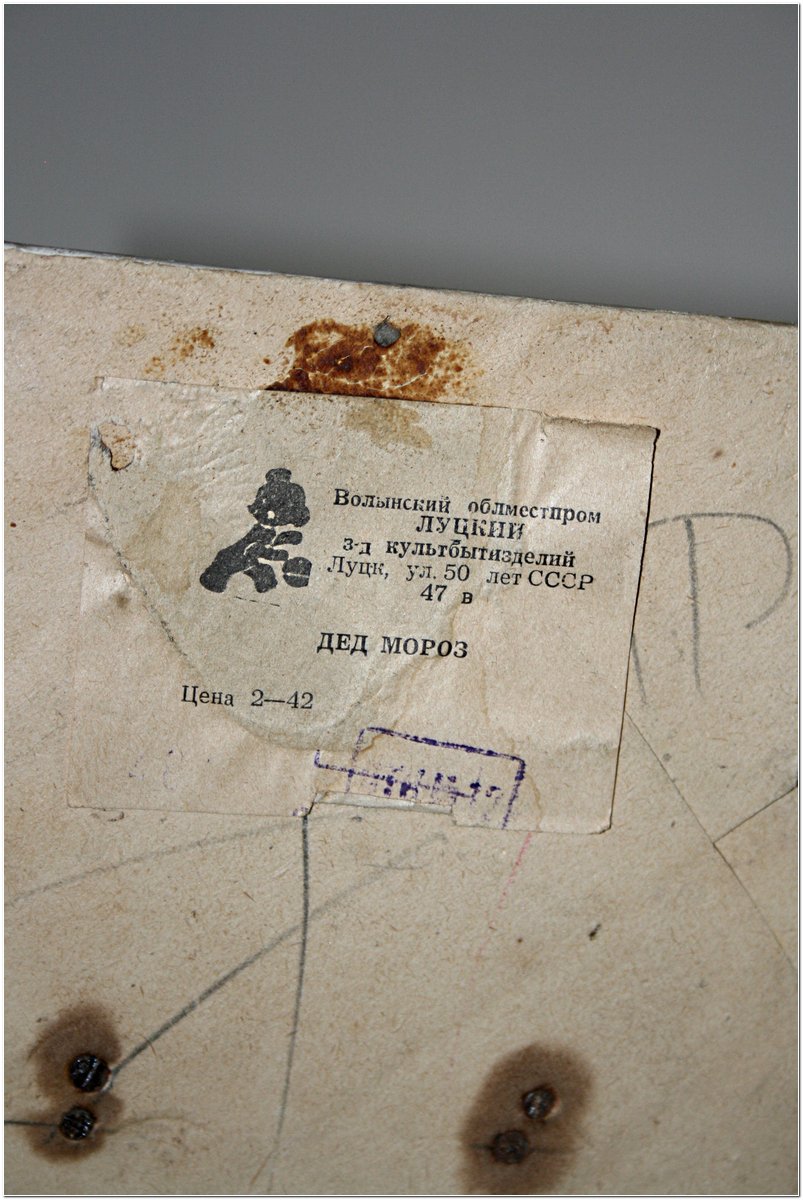 Волынский облместпром
ЛУЦКИЙ
з-д культбытизделий
Луцк, ул. 50 лет СССР
47 в
ДЕД МОРОЗ
Цена 2—42